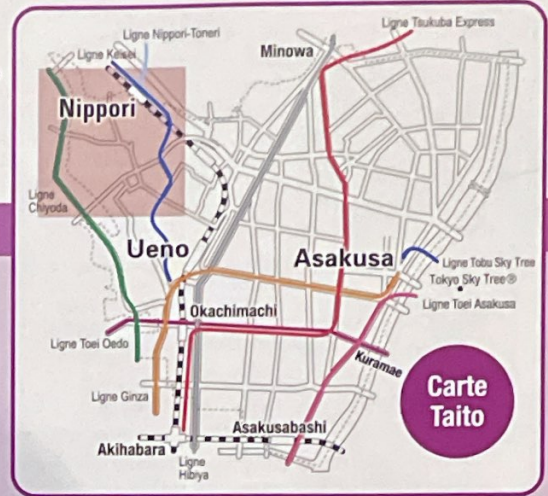 Ligne Tsukuba Express
Ligne Nippori-Toneri
Minowa
Ligne Keisei
Nippori
Ligne
Chiyoda
Ueno
Asakusa
Ligne Tobu Sky Tree
Tokyo Sky Tree®
Ligne Toei Asakusa
Okachimachi
Ligne Toei Oedo
Kuramae
Carte
Taito
Ligne Ginza
Asakusabashi
Akihabara
Ligne
Hibiya